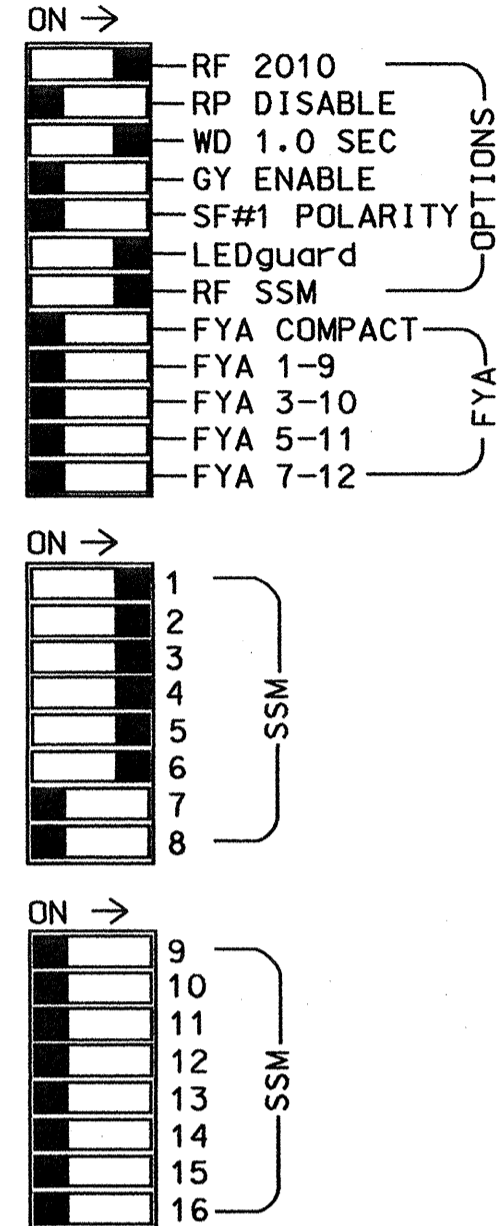 ON →
RF 2010
RP DISABLE
WD 1.0 SEC
GY ENABLE
SF#1 POLARITY
LEDguard
RF SSM
OPTIONS
FYA COMPACT
FYA 1-9
FYA 3-10
FYA 5-11
FYA 7-12
FYA
ON →
1
2
3
4
5
6
7
8
SSM
ON →
9
10
11
12
13
14
15
16
SSM